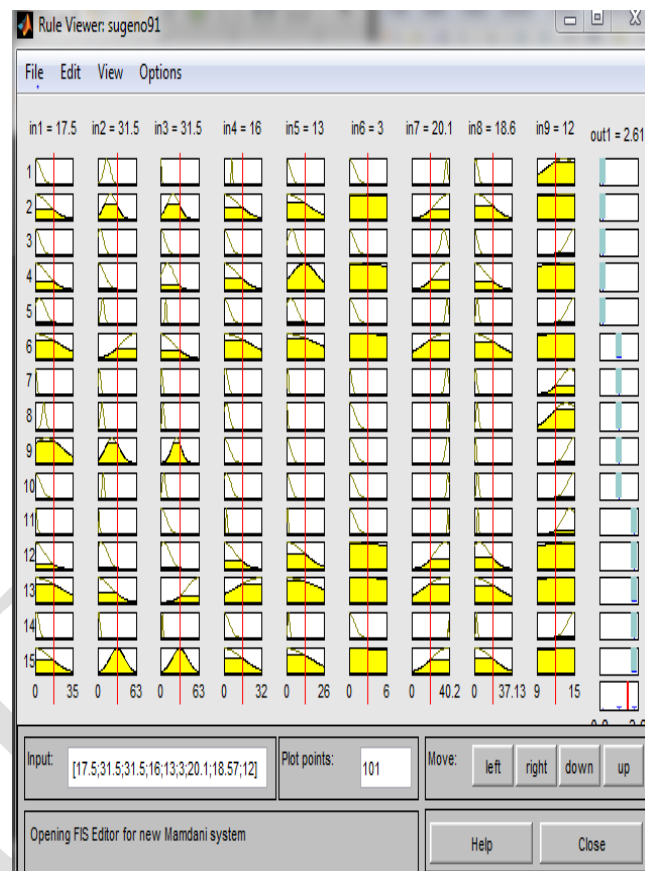 Rule Viewer: sugeno91
File Edit View Options
in1 = 17.5 in2 = 31.5 in3 = 31.5 in4 = 16 in5 = 13 in6 = 3 in7 = 20.1 in8 = 18.6 in9 = 12 out1 = 2.61
1
2
3
4
5
6
7
8
9
10
11
12
13
14
15
0 35 0 63 0 63 0 32 0 26 0 6 0 40.2 0 37.13 9 15
Input: [17.5;31.5;31.5;16;13;3;20.1;18.57;12] Plot points: 101 Move: left right down up
Opening FIS Editor for new Mamdani system Help Close